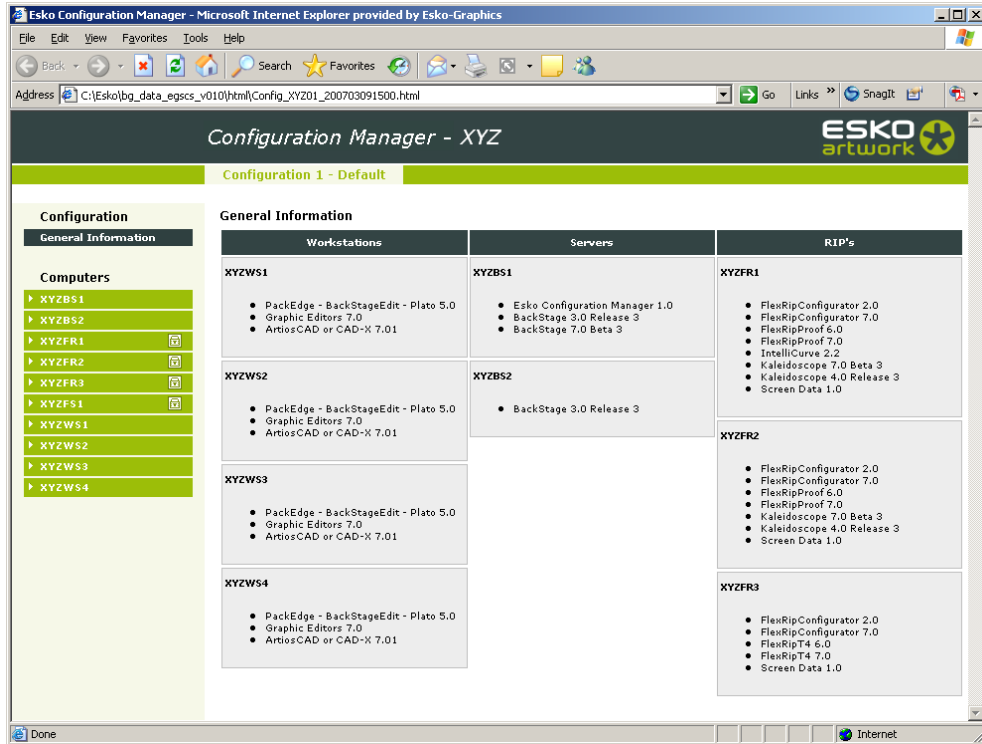 Esko Configuration Manager - Microsoft Internet Explorer provided by Esko-Graphics
File Edit View Favorites Tools Help
Back Search Favorites
Address C:\Esko\bg_data_egscs_v010\html\Config_XYZ01_200703091500.html Go Links » SnagIt
Configuration Manager - XYZ
ESKO
artwork
Configuration 1 - Default
Configuration
General Information
Computers
XYZBS1
XYZBS2
XYZFR1
XYZFR2
XYZFR3
XYZFS1
XYZWS1
XYZWS2
XYZWS3
XYZWS4
General Information
Workstations
XYZWS1
PackEdge - BackStageEdit - Plato 5.0
Graphic Editors 7.0
ArtiosCAD or CAD-X 7.01
XYZWS2
PackEdge - BackStageEdit - Plato 5.0
Graphic Editors 7.0
ArtiosCAD or CAD-X 7.01
XYZWS3
PackEdge - BackStageEdit - Plato 5.0
Graphic Editors 7.0
ArtiosCAD or CAD-X 7.01
XYZWS4
PackEdge - BackStageEdit - Plato 5.0
Graphic Editors 7.0
ArtiosCAD or CAD-X 7.01
Servers
XYZBS1
Esko Configuration Manager 1.0
BackStage 3.0 Release 3
BackStage 7.0 Beta 3
XYZBS2
BackStage 3.0 Release 3
RIP's
XYZFR1
FlexRipConfigurator 2.0
FlexRipConfigurator 7.0
FlexRipProof 6.0
FlexRipProof 7.0
IntelliCurve 2.2
Kaleidoscope 7.0 Beta 3
Kaleidoscope 4.0 Release 3
Screen Data 1.0
XYZFR2
FlexRipConfigurator 2.0
FlexRipConfigurator 7.0
FlexRipProof 6.0
FlexRipProof 7.0
Kaleidoscope 7.0 Beta 3
Kaleidoscope 4.0 Release 3
Screen Data 1.0
XYZFR3
FlexRipConfigurator 2.0
FlexRipConfigurator 7.0
FlexRipT4 6.0
FlexRipT4 7.0
Screen Data 1.0
Done
Internet